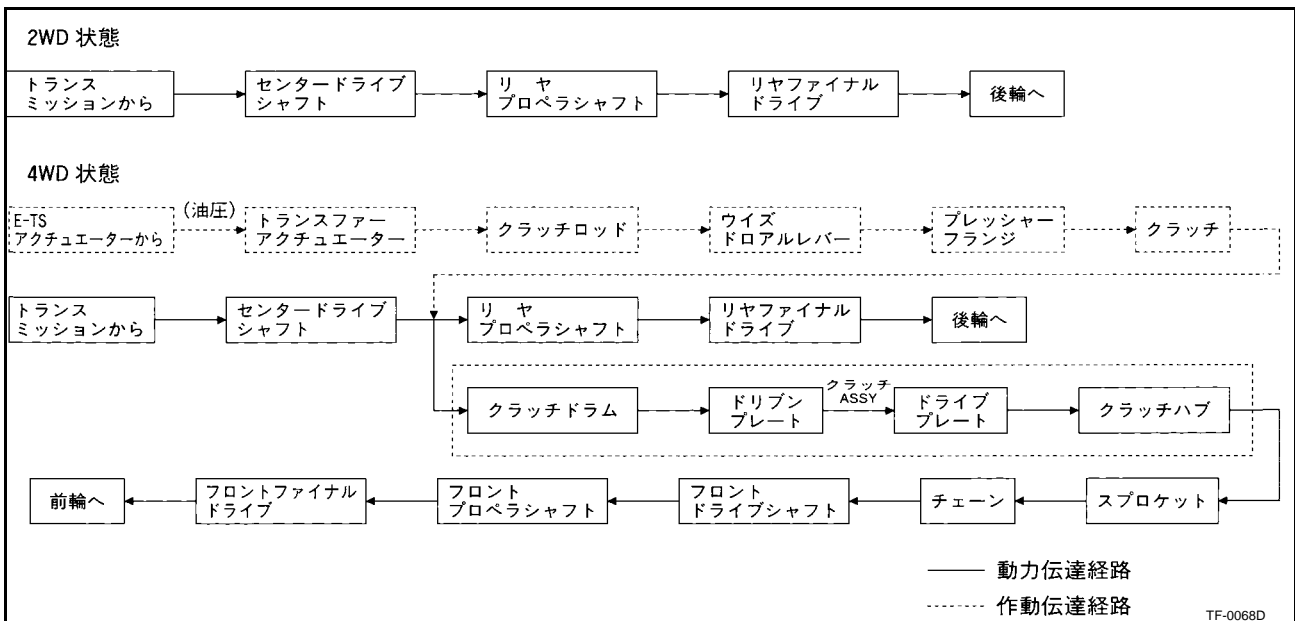 2WD 状態
トランス
ミッションから
センタードライブ
シャフト
リ ヤ
プロペラシャフト
リヤファイナル
ドライブ
後輪へ
4WD 状態
E-TS
アクチュエーターから
(油圧)
トランスファー
アクチュエーター
クラッチロッド
ウイズ
ドロアルレバー
プレッシャー
フランジ
クラッチ
トランス
ミッションから
センタードライブ
シャフト
リ ヤ
プロペラシャフト
リヤファイナル
ドライブ
後輪へ
クラッチドラム
ドリブン
プレート
クラッチ
ASSY
ドライブ
プレート
クラッチハブ
前輪へ
フロントファイナル
ドライブ
フロント
プロペラシャフト
フロント
ドライブシャフト
チェーン
スプロケット
動力伝達経路
作動伝達経路
TF-0068D